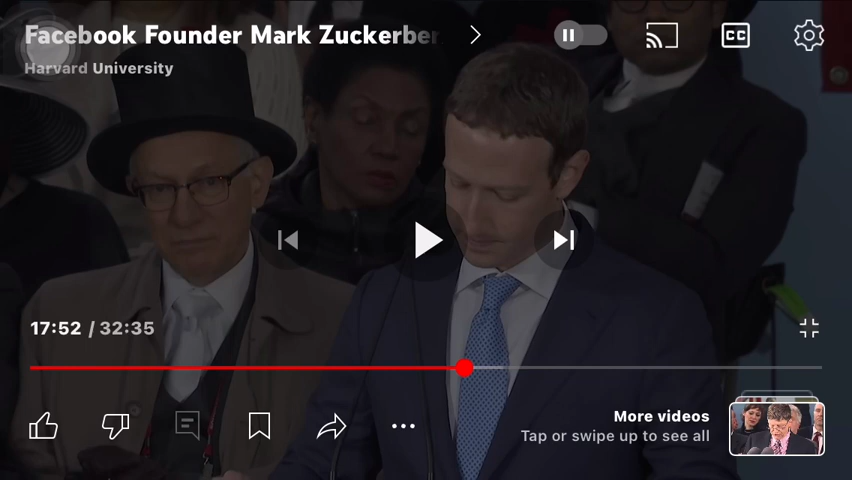 Facebook Founder Mark Zuckerber
Harvard University
CC
17:52 / 32:35
More videos
Tap or swipe up to see all